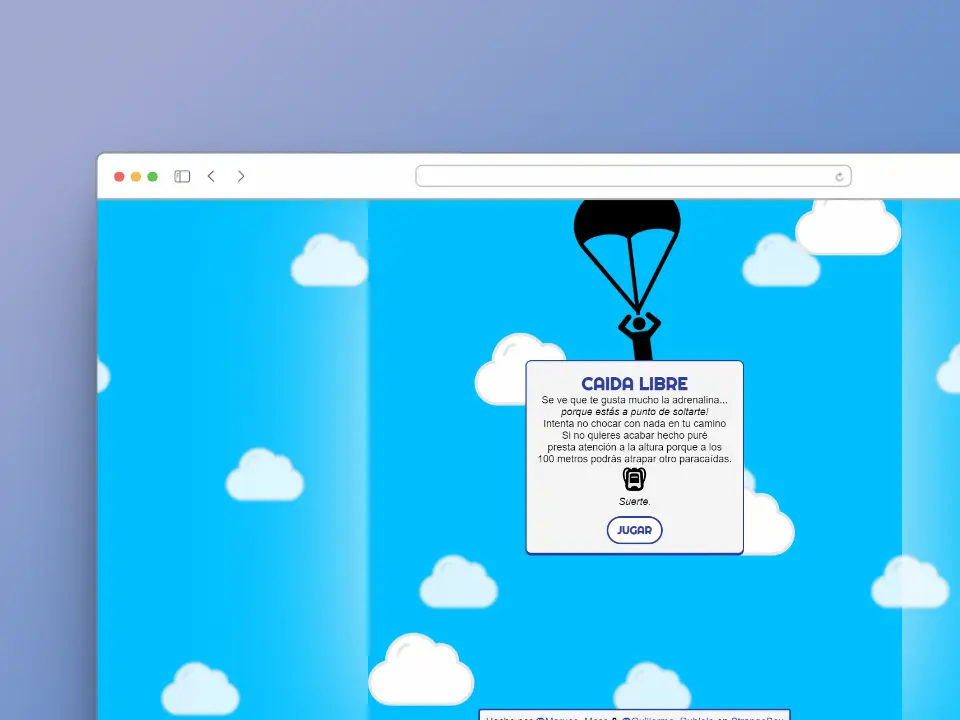 CAIDA LIBRE
Se ve que te gusta mucho la adrenalina...
porque estás a punto de soltarte!
Intenta no chocar con nada en tu camino
Si no quieres acabar hecho puré
presta atención a la altura porque a los
100 metros podrás atrapar otro paracaídas.
Suerte.
JUGAR